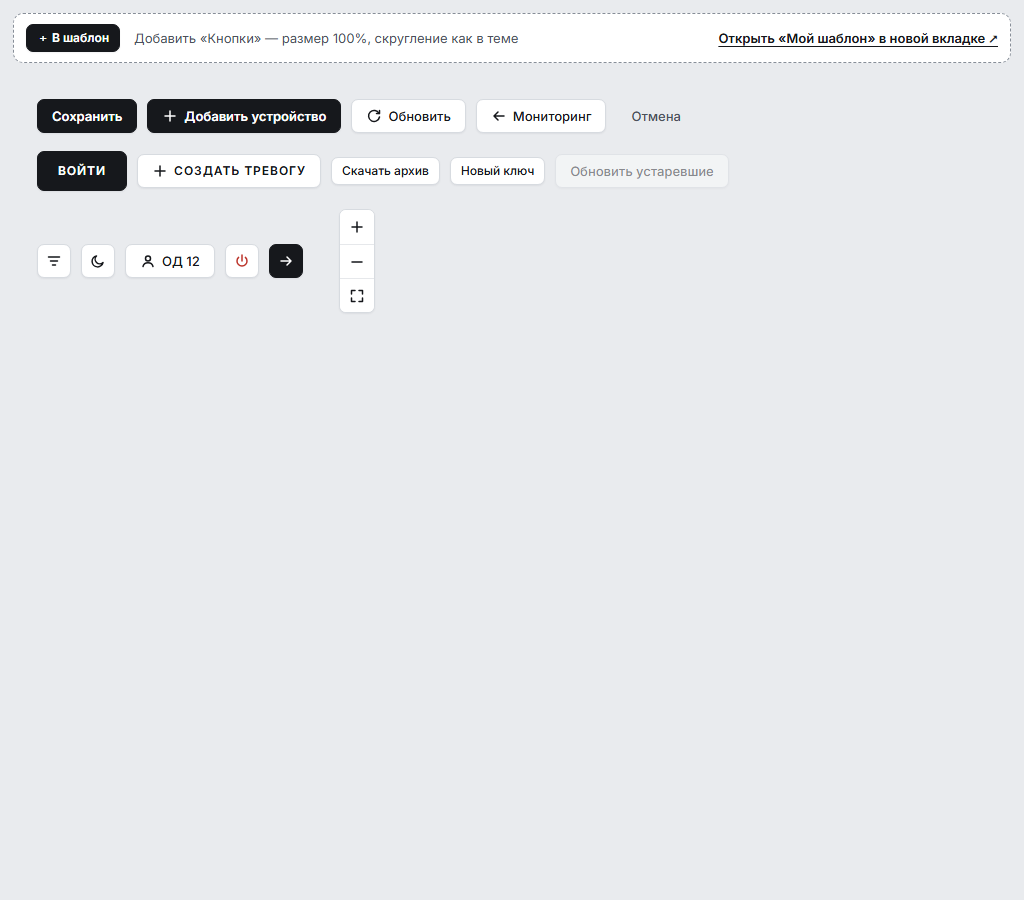 + В шаблон Добавить «Кнопки» — размер 100%, скругление как в теме Открыть «Мой шаблон» в новой вкладке ↗
Сохранить Добавить устройство Обновить Мониторинг Отмена
ВОЙТИ СОЗДАТЬ ТРЕВОГУ Скачать архив Новый ключ Обновить устаревшие
ОД 12